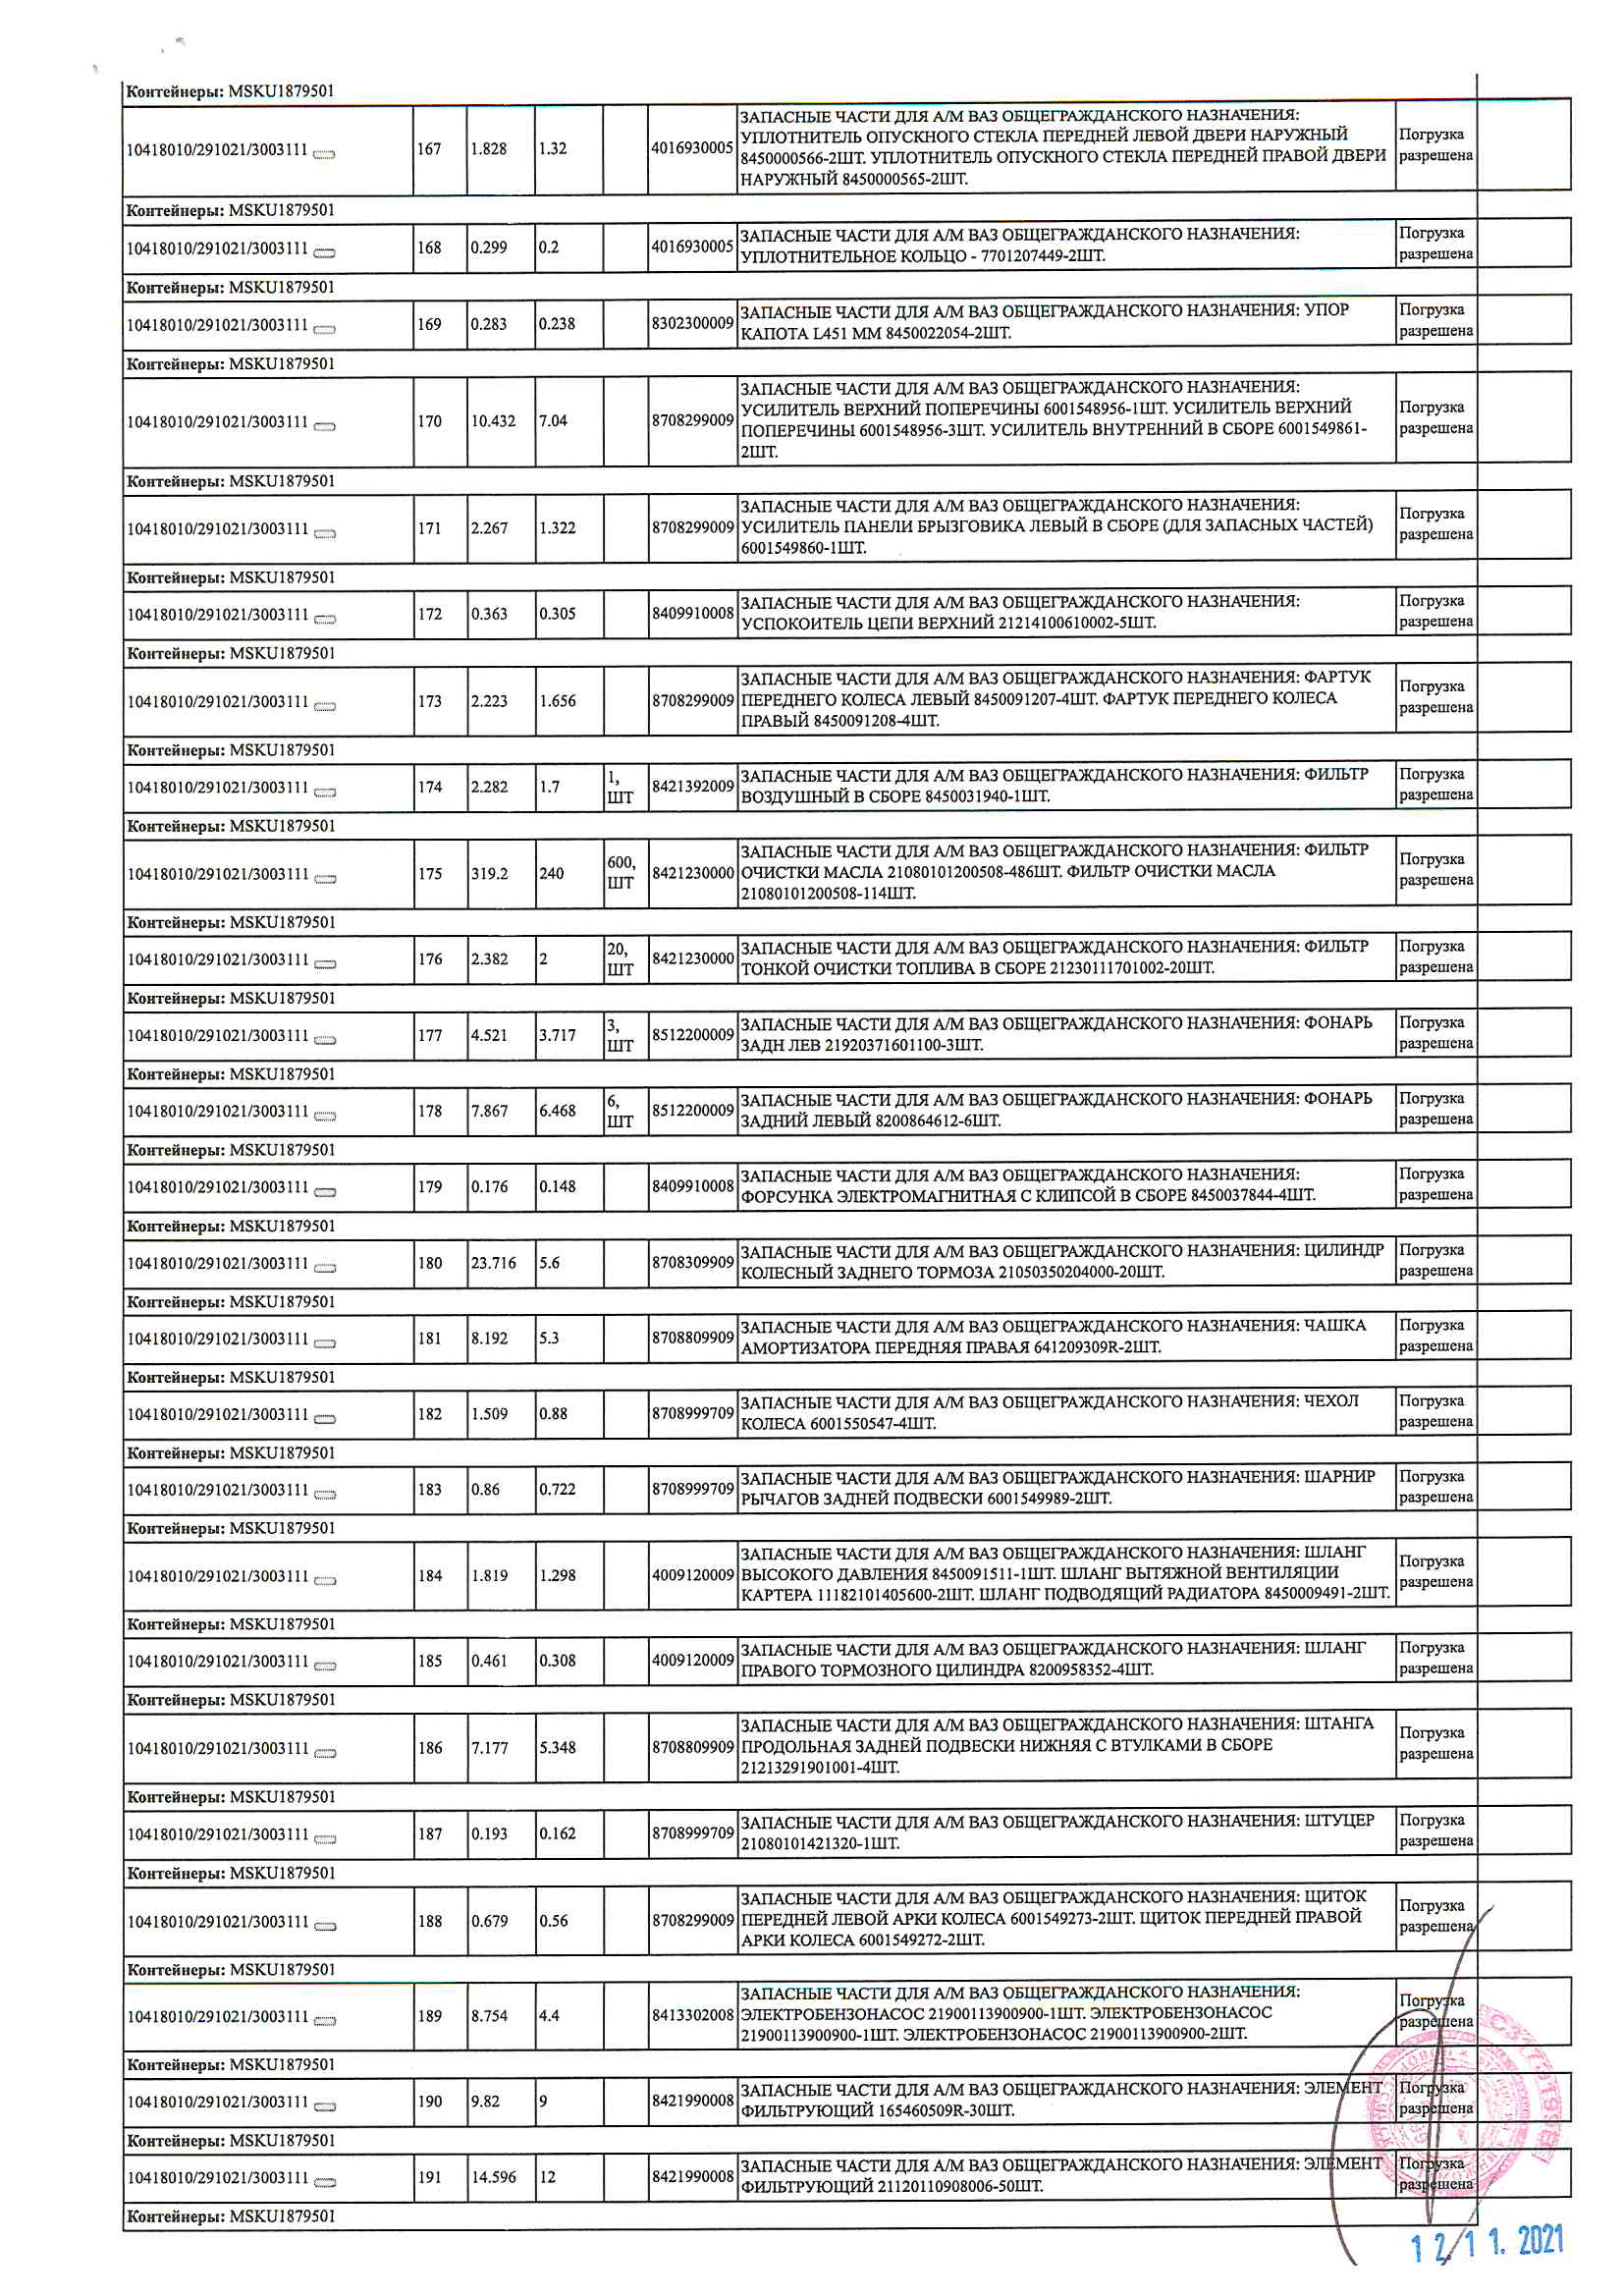 Контейнеры: MSKU1879501
10418010/291021/3003111 167 1.828 1.32 4016930005 ЗАПАСНЫЕ ЧАСТИ ДЛЯ А/М ВАЗ ОБЩЕГРАЖДАНСКОГО НАЗНАЧЕНИЯ: Погрузка
УПЛОТНИТЕЛЬ ОПУСКНОГО СТЕКЛА ПЕРЕДНЕЙ ЛЕВОЙ ДВЕРИ НАРУЖНЫЙ разрешена
8450000566-2ШТ. УПЛОТНИТЕЛЬ ОПУСКНОГО СТЕКЛА ПЕРЕДНЕЙ ПРАВОЙ ДВЕРИ
НАРУЖНЫЙ 8450000565-2ШТ.
Контейнеры: MSKU1879501
10418010/291021/3003111 168 0.299 0.2 4016930005 ЗАПАСНЫЕ ЧАСТИ ДЛЯ А/М ВАЗ ОБЩЕГРАЖДАНСКОГО НАЗНАЧЕНИЯ: Погрузка
УПЛОТНИТЕЛЬНОЕ КОЛЬЦО - 7701207449-2ШТ. разрешена
Контейнеры: MSKU1879501
10418010/291021/3003111 169 0.283 0.238 8302300009 ЗАПАСНЫЕ ЧАСТИ ДЛЯ А/М ВАЗ ОБЩЕГРАЖДАНСКОГО НАЗНАЧЕНИЯ: УПОР Погрузка
КАПОТА L451 ММ 8450022054-2ШТ. разрешена
Контейнеры: MSKU1879501
10418010/291021/3003111 170 10.432 7.04 8708299009 ЗАПАСНЫЕ ЧАСТИ ДЛЯ А/М ВАЗ ОБЩЕГРАЖДАНСКОГО НАЗНАЧЕНИЯ: Погрузка
УСИЛИТЕЛЬ ВЕРХНИЙ ПОПЕРЕЧИНЫ 6001548956-1ШТ. УСИЛИТЕЛЬ ВЕРХНИЙ разрешена
ПОПЕРЕЧИНЫ 6001548956-3ШТ. УСИЛИТЕЛЬ ВНУТРЕННИЙ В СБОРЕ 6001549861-
2ШТ.
Контейнеры: MSKU1879501
10418010/291021/3003111 171 2.267 1.322 8708299009 ЗАПАСНЫЕ ЧАСТИ ДЛЯ А/М ВАЗ ОБЩЕГРАЖДАНСКОГО НАЗНАЧЕНИЯ: Погрузка
УСИЛИТЕЛЬ ПАНЕЛИ БРЫЗГОВИКА ЛЕВЫЙ В СБОРЕ (ДЛЯ ЗАПАСНЫХ ЧАСТЕЙ) разрешена
6001549860-1ШТ.
Контейнеры: MSKU1879501
10418010/291021/3003111 172 0.363 0.305 8409910008 ЗАПАСНЫЕ ЧАСТИ ДЛЯ А/М ВАЗ ОБЩЕГРАЖДАНСКОГО НАЗНАЧЕНИЯ: Погрузка
УСПОКОИТЕЛЬ ЦЕПИ ВЕРХНИЙ 21214100610002-5ШТ. разрешена
Контейнеры: MSKU1879501
10418010/291021/3003111 173 2.223 1.656 8708299009 ЗАПАСНЫЕ ЧАСТИ ДЛЯ А/М ВАЗ ОБЩЕГРАЖДАНСКОГО НАЗНАЧЕНИЯ: ФАРТУК Погрузка
ПЕРЕДНЕГО КОЛЕСА ЛЕВЫЙ 8450091207-4ШТ. ФАРТУК ПЕРЕДНЕГО КОЛЕСА разрешена
ПРАВЫЙ 8450091208-4ШТ.
Контейнеры: MSKU1879501
10418010/291021/3003111 174 2.282 1.7 1, ШТ 8421392009 ЗАПАСНЫЕ ЧАСТИ ДЛЯ А/М ВАЗ ОБЩЕГРАЖДАНСКОГО НАЗНАЧЕНИЯ: ФИЛЬТР Погрузка
ВОЗДУШНЫЙ В СБОРЕ 8450031940-1ШТ. разрешена
Контейнеры: MSKU1879501
10418010/291021/3003111 175 319.2 240 600, ШТ 8421230000 ЗАПАСНЫЕ ЧАСТИ ДЛЯ А/М ВАЗ ОБЩЕГРАЖДАНСКОГО НАЗНАЧЕНИЯ: ФИЛЬТР Погрузка
ОЧИСТКИ МАСЛА 21080101200508-486ШТ. ФИЛЬТР ОЧИСТКИ МАСЛА разрешена
21080101200508-114ШТ.
Контейнеры: MSKU1879501
10418010/291021/3003111 176 2.382 2 20, ШТ 8421230000 ЗАПАСНЫЕ ЧАСТИ ДЛЯ А/М ВАЗ ОБЩЕГРАЖДАНСКОГО НАЗНАЧЕНИЯ: ФИЛЬТР Погрузка
ТОНКОЙ ОЧИСТКИ ТОПЛИВА В СБОРЕ 21230111701002-20ШТ. разрешена
Контейнеры: MSKU1879501
10418010/291021/3003111 177 4.521 3.717 3, ШТ 8512200009 ЗАПАСНЫЕ ЧАСТИ ДЛЯ А/М ВАЗ ОБЩЕГРАЖДАНСКОГО НАЗНАЧЕНИЯ: ФОНАРЬ Погрузка
ЗАДН ЛЕВ 21920371601100-3ШТ. разрешена
Контейнеры: MSKU1879501
10418010/291021/3003111 178 7.867 6.468 6, ШТ 8512200009 ЗАПАСНЫЕ ЧАСТИ ДЛЯ А/М ВАЗ ОБЩЕГРАЖДАНСКОГО НАЗНАЧЕНИЯ: ФОНАРЬ Погрузка
ЗАДНИЙ ЛЕВЫЙ 8200864612-6ШТ. разрешена
Контейнеры: MSKU1879501
10418010/291021/3003111 179 0.176 0.148 8409910008 ЗАПАСНЫЕ ЧАСТИ ДЛЯ А/М ВАЗ ОБЩЕГРАЖДАНСКОГО НАЗНАЧЕНИЯ: Погрузка
ФОРСУНКА ЭЛЕКТРОМАГНИТНАЯ С КЛИПСОЙ В СБОРЕ 8450037844-4ШТ. разрешена
Контейнеры: MSKU1879501
10418010/291021/3003111 180 23.716 5.6 8708309909 ЗАПАСНЫЕ ЧАСТИ ДЛЯ А/М ВАЗ ОБЩЕГРАЖДАНСКОГО НАЗНАЧЕНИЯ: ЦИЛИНДР Погрузка
КОЛЕСНЫЙ ЗАДНЕГО ТОРМОЗА 21050350204000-20ШТ. разрешена
Контейнеры: MSKU1879501
10418010/291021/3003111 181 8.192 5.3 8708809909 ЗАПАСНЫЕ ЧАСТИ ДЛЯ А/М ВАЗ ОБЩЕГРАЖДАНСКОГО НАЗНАЧЕНИЯ: ЧАШКА Погрузка
АМОРТИЗАТОРА ПЕРЕДНЯЯ ПРАВАЯ 641209309R-2ШТ. разрешена
Контейнеры: MSKU1879501
10418010/291021/3003111 182 1.509 0.88 8708999709 ЗАПАСНЫЕ ЧАСТИ ДЛЯ А/М ВАЗ ОБЩЕГРАЖДАНСКОГО НАЗНАЧЕНИЯ: ЧЕХОЛ Погрузка
КОЛЕСА 6001550547-4ШТ. разрешена
Контейнеры: MSKU1879501
10418010/291021/3003111 183 0.86 0.722 8708999709 ЗАПАСНЫЕ ЧАСТИ ДЛЯ А/М ВАЗ ОБЩЕГРАЖДАНСКОГО НАЗНАЧЕНИЯ: ШАРНИР Погрузка
РЫЧАГОВ ЗАДНЕЙ ПОДВЕСКИ 6001549989-2ШТ. разрешена
Контейнеры: MSKU1879501
10418010/291021/3003111 184 1.819 1.298 4009120009 ЗАПАСНЫЕ ЧАСТИ ДЛЯ А/М ВАЗ ОБЩЕГРАЖДАНСКОГО НАЗНАЧЕНИЯ: ШЛАНГ Погрузка
ВЫСОКОГО ДАВЛЕНИЯ 8450091511-1ШТ. ШЛАНГ ВЫТЯЖНОЙ ВЕНТИЛЯЦИИ разрешена
КАРТЕРА 11182101405600-2ШТ. ШЛАНГ ПОДВОДЯЩИЙ РАДИАТОРА 8450009491-2ШТ.
Контейнеры: MSKU1879501
10418010/291021/3003111 185 0.461 0.308 4009120009 ЗАПАСНЫЕ ЧАСТИ ДЛЯ А/М ВАЗ ОБЩЕГРАЖДАНСКОГО НАЗНАЧЕНИЯ: ШЛАНГ Погрузка
ПРАВОГО ТОРМОЗНОГО ЦИЛИНДРА 8200958352-4ШТ. разрешена
Контейнеры: MSKU1879501
10418010/291021/3003111 186 7.177 5.348 8708809909 ЗАПАСНЫЕ ЧАСТИ ДЛЯ А/М ВАЗ ОБЩЕГРАЖДАНСКОГО НАЗНАЧЕНИЯ: ШТАНГА Погрузка
ПРОДОЛЬНАЯ ЗАДНЕЙ ПОДВЕСКИ НИЖНЯЯ С ВТУЛКАМИ В СБОРЕ разрешена
21213291901001-4ШТ.
Контейнеры: MSKU1879501
10418010/291021/3003111 187 0.193 0.162 8708999709 ЗАПАСНЫЕ ЧАСТИ ДЛЯ А/М ВАЗ ОБЩЕГРАЖДАНСКОГО НАЗНАЧЕНИЯ: ШТУЦЕР Погрузка
21080101421320-1ШТ. разрешена
Контейнеры: MSKU1879501
10418010/291021/3003111 188 0.679 0.56 8708299009 ЗАПАСНЫЕ ЧАСТИ ДЛЯ А/М ВАЗ ОБЩЕГРАЖДАНСКОГО НАЗНАЧЕНИЯ: ЩИТОК Погрузка
ПЕРЕДНЕЙ ЛЕВОЙ АРКИ КОЛЕСА 6001549273-2ШТ. ЩИТОК ПЕРЕДНЕЙ ПРАВОЙ разрешена
АРКИ КОЛЕСА 6001549272-2ШТ.
Контейнеры: MSKU1879501
10418010/291021/3003111 189 8.754 4.4 8413302008 ЗАПАСНЫЕ ЧАСТИ ДЛЯ А/М ВАЗ ОБЩЕГРАЖДАНСКОГО НАЗНАЧЕНИЯ: Погрузка
ЭЛЕКТРОБЕНЗОНАСОС 21900113900900-1ШТ. ЭЛЕКТРОБЕНЗОНАСОС разрешена
21900113900900-1ШТ. ЭЛЕКТРОБЕНЗОНАСОС 21900113900900-2ШТ.
Контейнеры: MSKU1879501
10418010/291021/3003111 190 9.82 9 8421990008 ЗАПАСНЫЕ ЧАСТИ ДЛЯ А/М ВАЗ ОБЩЕГРАЖДАНСКОГО НАЗНАЧЕНИЯ: ЭЛЕМЕНТ Погрузка
ФИЛЬТРУЮЩИЙ 165460509R-30ШТ. разрешена
Контейнеры: MSKU1879501
10418010/291021/3003111 191 14.596 12 8421990008 ЗАПАСНЫЕ ЧАСТИ ДЛЯ А/М ВАЗ ОБЩЕГРАЖДАНСКОГО НАЗНАЧЕНИЯ: ЭЛЕМЕНТ Погрузка
ФИЛЬТРУЮЩИЙ 21120110908006-50ШТ. разрешена
Контейнеры: MSKU1879501
12.11.2021